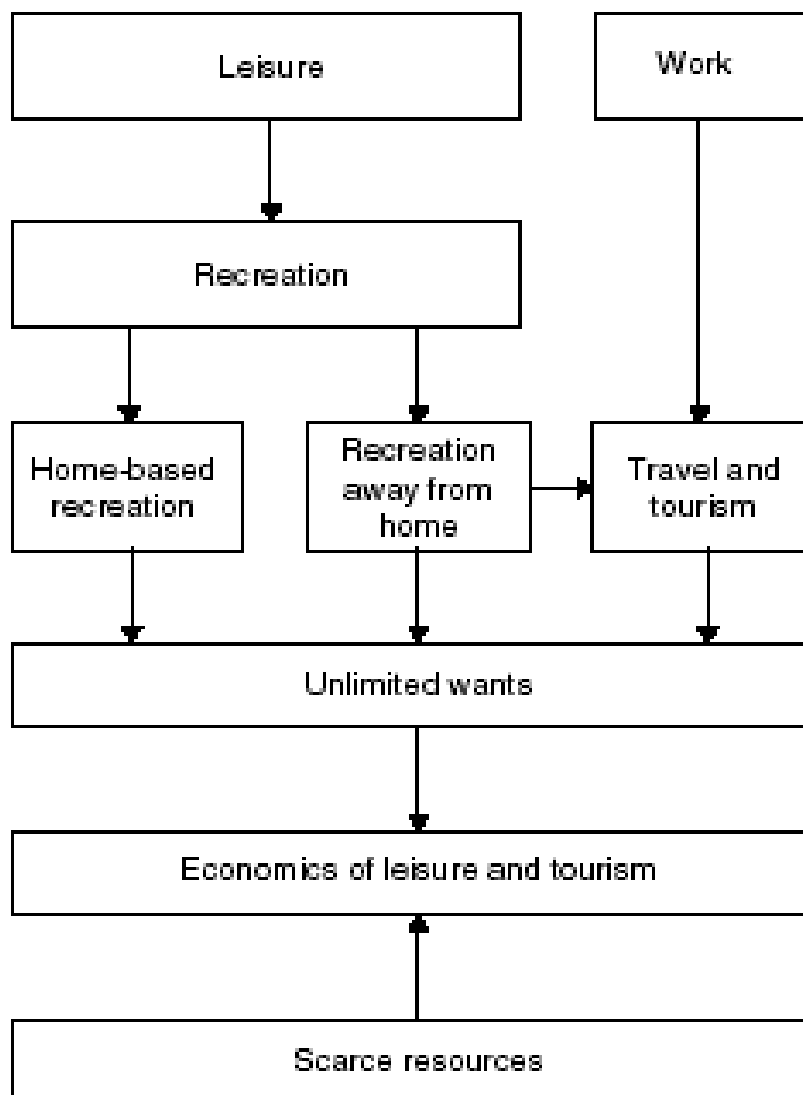 Leisure
Work
Recreation
Home-based
recreation
Recreation
away from
home
Travel and
tourism
Unlimited wants
Economics of leisure and tourism
Scarce resources